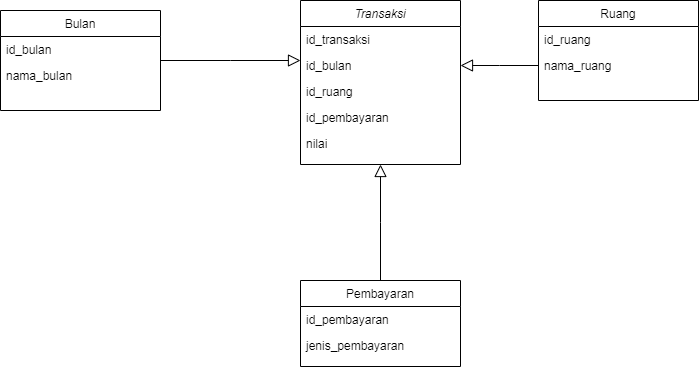 Bulan
id_bulan
nama_bulan
Transaksi
id_transaksi
id_bulan
id_ruang
id_pembayaran
nilai
Ruang
id_ruang
nama_ruang
Pembayaran
id_pembayaran
jenis_pembayaran